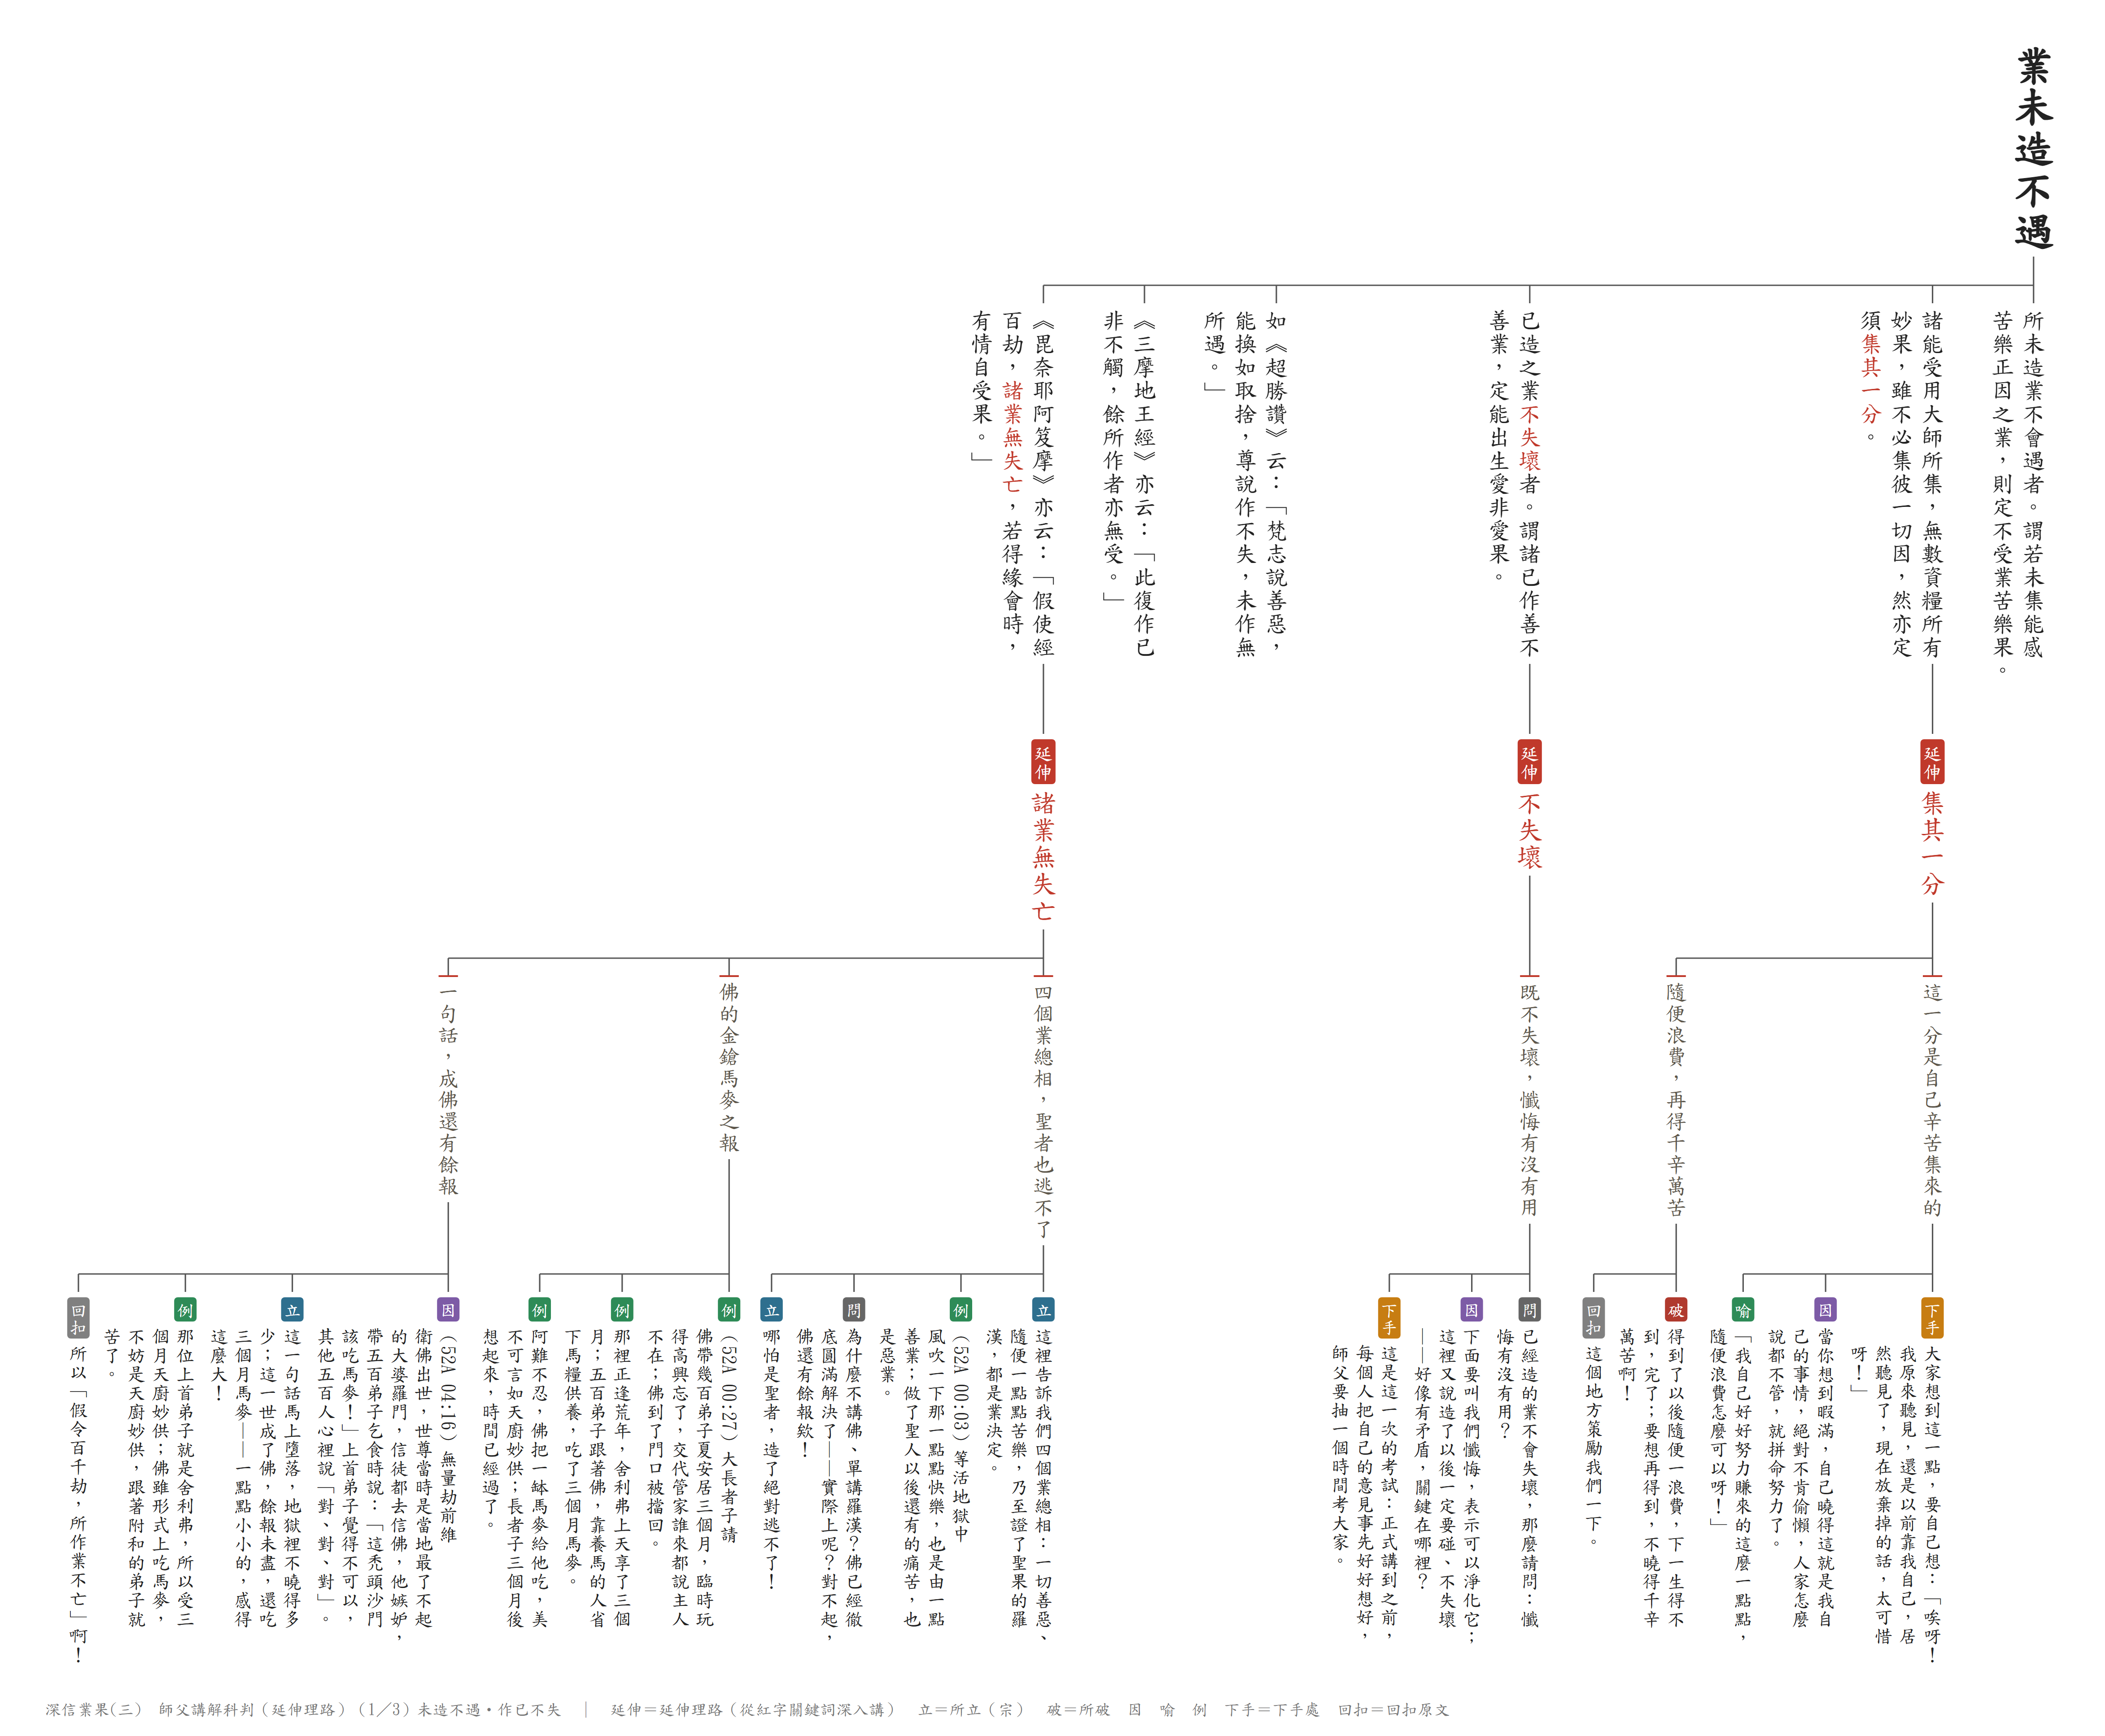 業未造不遇
所未造業不會遇者。謂若未集能感
苦樂正因之業，則定不受業苦樂果。
諸能受用大師所集，無數資糧所有
妙果，雖不必集彼一切因，然亦定
須集其一分。
已造之業不失壞者。謂諸已作善不
善業，定能出生愛非愛果。
如《超勝讚》云：「梵志說善惡，
能換如取捨，尊說作不失，未作無
所遇。」
《三摩地王經》亦云：「此復作已
非不觸，餘所作者亦無受。」
《毘奈耶阿笈摩》亦云：「假使經
百劫，諸業無失亡，若得緣會時，
有情自受果。」
延伸
集其一分
延伸
不失壞
延伸
諸業無失亡
這一分是自己辛苦集來的
隨便浪費，再得千辛萬苦
既不失壞，懺悔有沒有用
四個業總相，聖者也逃不了
佛的金鎗馬麥之報
一句話，成佛還有餘報
下手
大家想到這一點，要自己想：「唉呀！
我原來聽見，還是以前靠我自己，居
然聽見了，現在放棄掉的話，太可惜
呀！」
因
當你想到暇滿，自己曉得這就是我自
己的事情，絕對不肯偷懶，人家怎麼
說都不管，就拼命努力了。
喻
「我自己好好努力賺來的這麼一點點，
隨便浪費怎麼可以呀！」
破
得到了以後隨便一浪費，下一生得不
到，完了；要想再得到，不曉得千辛
萬苦啊！
回扣
這個地方策勵我們一下。
問
已經造的業不會失壞，那麼請問：懺
悔有沒有用？
因
下面要叫我們懺悔，表示可以淨化它；
這裡又說造了以後一定要碰、不失壞
——好像有矛盾，關鍵在哪裡？
下手
這是這一次的考試：正式講到之前，
每個人把自己的意見事先好好想好，
師父要抽一個時間考大家。
立
這裡告訴我們四個業總相：一切善惡、
隨便一點點苦樂，乃至證了聖果的羅
漢，都是業決定。
例
（52A 00:03）等活地獄中
風吹一下那一點點快樂，也是由一點
善業；做了聖人以後還有的痛苦，也
是惡業。
問
為什麼不講佛、單講羅漢？佛已經徹
底圓滿解決了——實際上呢？對不起，
佛還有餘報欸！
立
哪怕是聖者，造了絕對逃不了！
例
（52A 00:27）大長者子請
佛帶幾百弟子夏安居三個月，臨時玩
得高興忘了，交代管家誰來都說主人
不在；佛到了門口被擋回。
例
那裡正逢荒年，舍利弗上天享了三個
月；五百弟子跟著佛，靠養馬的人省
下馬糧供養，吃了三個月馬麥。
例
阿難不忍，佛把一缽馬麥給他吃，美
不可言如天廚妙供；長者子三個月後
想起來，時間已經過了。
因
（52A 04:16）無量劫前維
衛佛出世，世尊當時是當地最了不起
的大婆羅門，信徒都去信佛，他嫉妒，
帶五百弟子乞食時說：「這禿頭沙門
該吃馬麥！」上首弟子覺得不可以，
其他五百人心裡說「對、對、對」。
立
這一句話馬上墮落，地獄裡不曉得多
少；這一世成了佛，餘報未盡，還吃
三個月馬麥——一點點小小的，感得
這麼大！
例
那位上首弟子就是舍利弗，所以受三
個月天廚妙供；佛雖形式上吃馬麥，
不妨是天廚妙供，跟著附和的弟子就
苦了。
回扣
所以「假令百千劫，所作業不亡」啊！
深信業果(三)　師父講解科判（延伸理路）（1／3）未造不遇・作已不失　｜　延伸＝延伸理路（從紅字關鍵詞深入講）　立＝所立（宗）　破＝所破　因　喻　例　下手＝下手處　回扣＝回扣原文